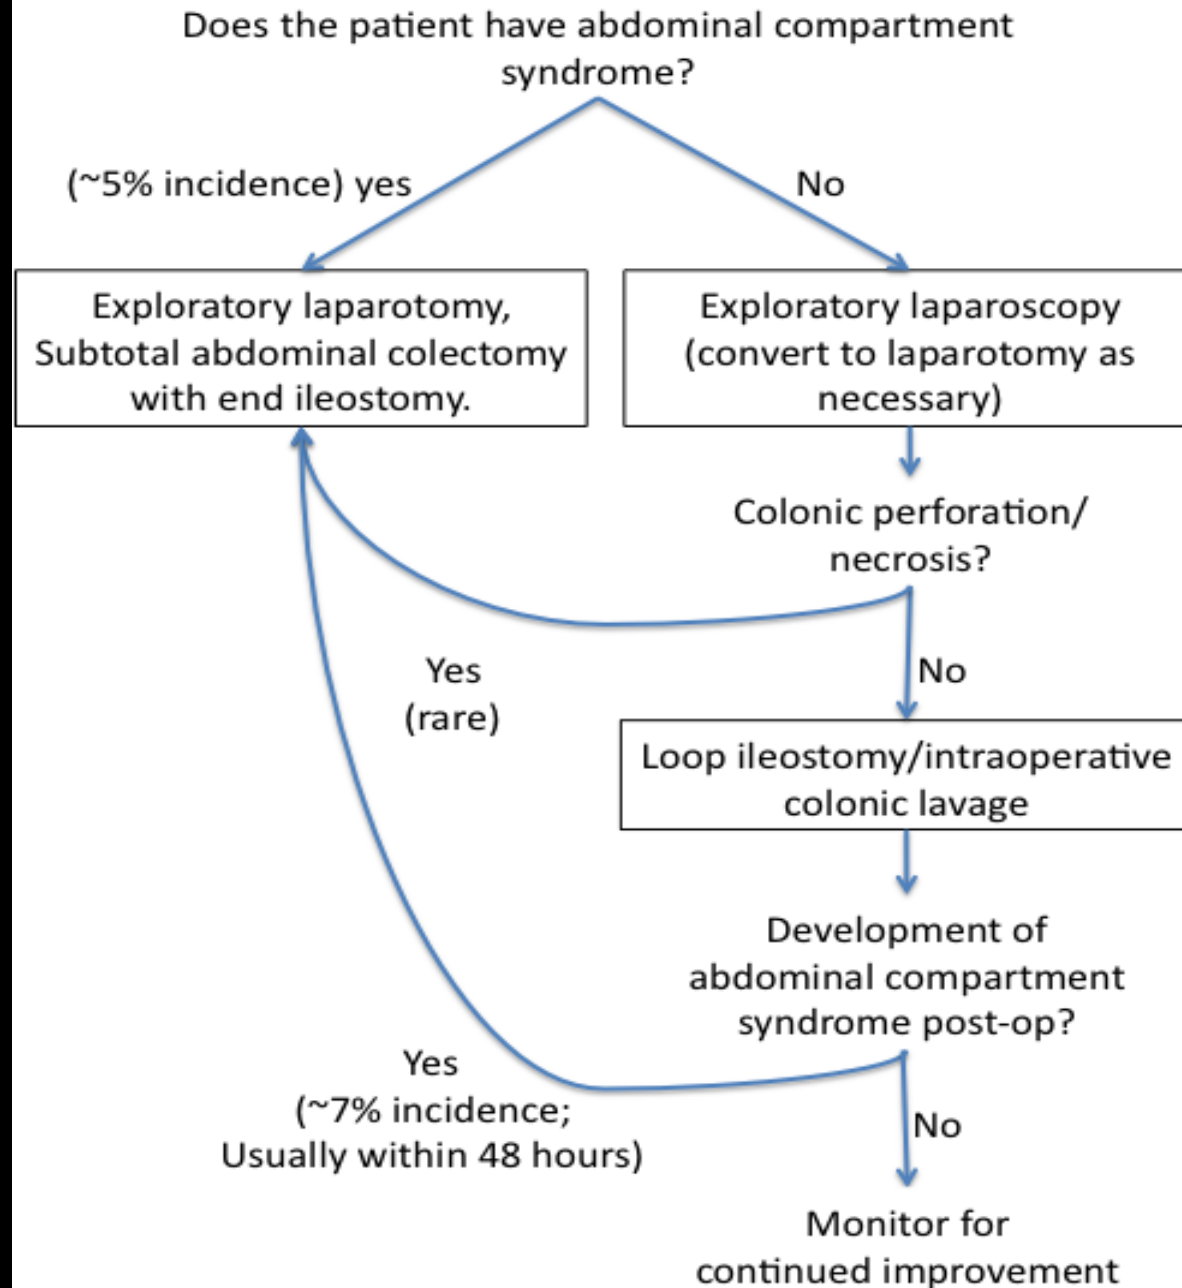 Does the patient have abdominal compartment
syndrome?
(~5% incidence) yes
No
Exploratory laparotomy,
Subtotal abdominal colectomy
with end ileostomy.
Exploratory laparoscopy
(convert to laparotomy as
necessary)
Colonic perforation/
necrosis?
Yes
(rare)
No
Loop ileostomy/intraoperative
colonic lavage
Development of
abdominal compartment
syndrome post-op?
Yes
(~7% incidence;
Usually within 48 hours)
No
Monitor for
continued improvement